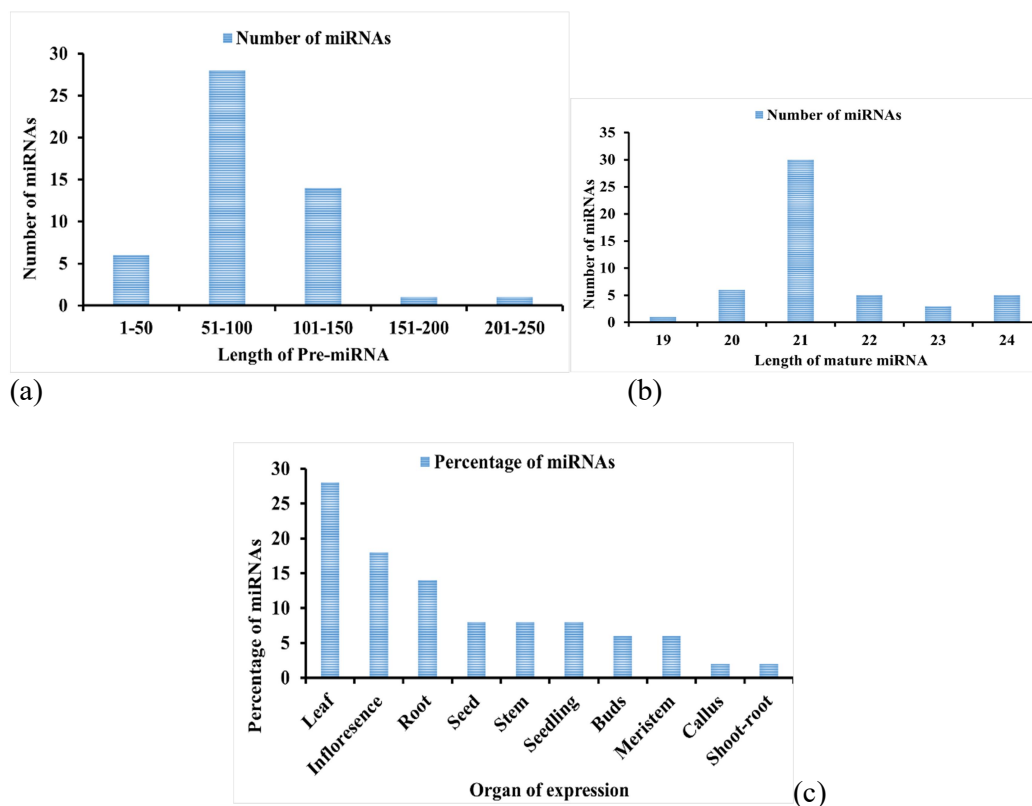 Number of miRNAs
30
25
20
15
10
5
0
Number of miRNAs
1-50 51-100 101-150 151-200 201-250
Length of Pre-miRNA
(a)
Number of miRNAs
35
30
25
20
15
10
5
0
Number of miRNAs
19 20 21 22 23 24
Length of mature miRNA
(b)
Percentage of miRNAs
30
25
20
15
10
5
0
Percentage of miRNAs
Leaf
Infloresence
Root
Seed
Stem
Seedling
Buds
Meristem
Callus
Shoot-root
Organ of expression
(c)